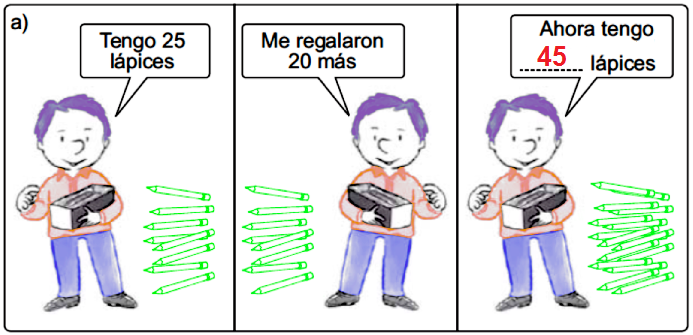 a)
Tengo 25
lápices
Me regalaron
20 más
Ahora tengo
45 lápices